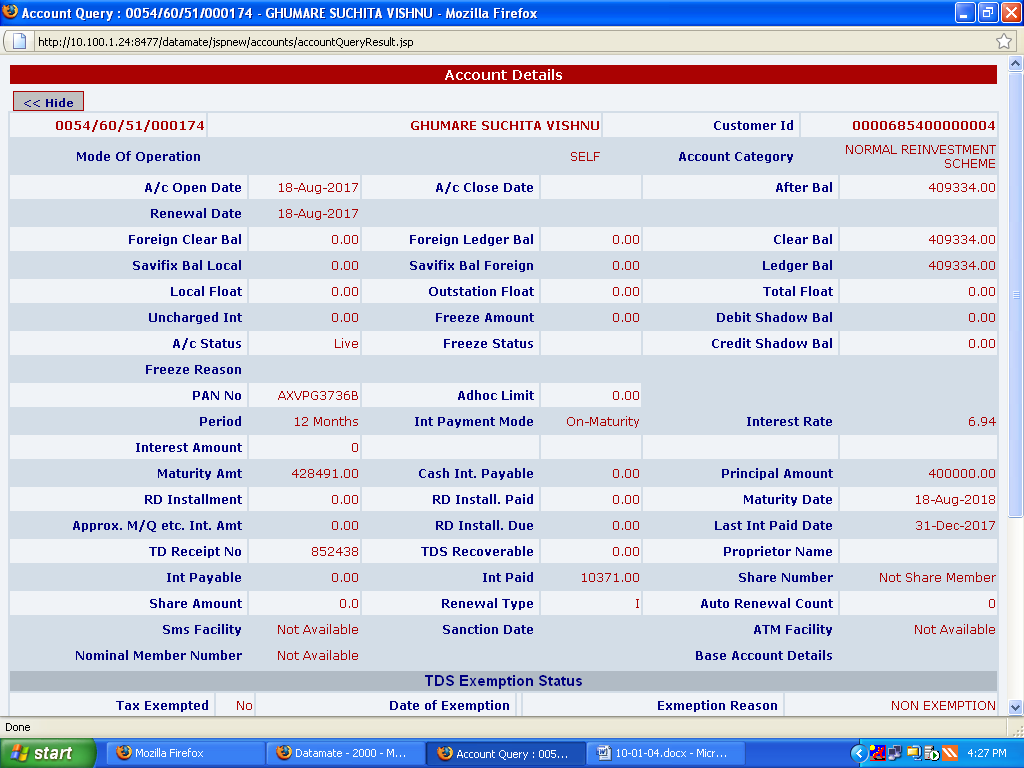 Account Query : 0054/60/51/000174 - GHUMARE SUCHITA VISHNU - Mozilla Firefox
http://10.100.1.24:8477/datamate/jspnew/accounts/accountQueryResult.jsp
Account Details
<< Hide
0054/60/51/000174 GHUMARE SUCHITA VISHNU Customer Id 0000685400000004
Mode Of Operation SELF Account Category NORMAL REINVESTMENT SCHEME
A/c Open Date 18-Aug-2017 A/c Close Date After Bal 409334.00
Renewal Date 18-Aug-2017
Foreign Clear Bal 0.00 Foreign Ledger Bal 0.00 Clear Bal 409334.00
Savifix Bal Local 0.00 Savifix Bal Foreign 0.00 Ledger Bal 409334.00
Local Float 0.00 Outstation Float 0.00 Total Float 0.00
Uncharged Int 0.00 Freeze Amount 0.00 Debit Shadow Bal 0.00
A/c Status Live Freeze Status Credit Shadow Bal 0.00
Freeze Reason
PAN No AXVPG3736B Adhoc Limit 0.00
Period 12 Months Int Payment Mode On-Maturity Interest Rate 6.94
Interest Amount 0
Maturity Amt 428491.00 Cash Int. Payable 0.00 Principal Amount 400000.00
RD Installment 0.00 RD Install. Paid 0.00 Maturity Date 18-Aug-2018
Approx. M/Q etc. Int. Amt 0.00 RD Install. Due 0.00 Last Int Paid Date 31-Dec-2017
TD Receipt No 852438 TDS Recoverable 0.00 Proprietor Name
Int Payable 0.00 Int Paid 10371.00 Share Number Not Share Member
Share Amount 0.0 Renewal Type I Auto Renewal Count 0
Sms Facility Not Available Sanction Date ATM Facility Not Available
Nominal Member Number Not Available Base Account Details
TDS Exemption Status
Tax Exempted No Date of Exemption Exmeption Reason NON EXEMPTION
Done
start Mozilla Firefox Datamate - 2000 - M... Account Query : 005... 10-01-04.docx - Micr... 4:27 PM